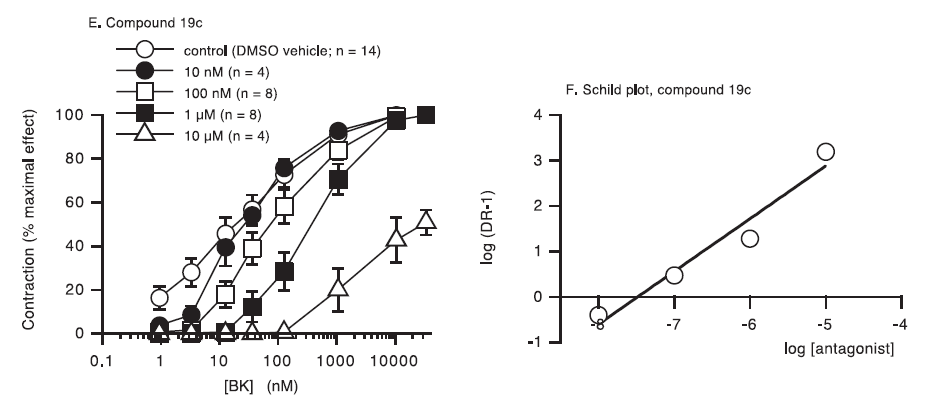 E. Compound 19c
control (DMSO vehicle; n = 14)
10 nM (n = 4)
100 nM (n = 8)
1 µM (n = 8)
10 µM (n = 4)
Contraction (% maximal effect)
100
80
60
40
20
0
0.1 1 10 100 1000 10000
[BK] (nM)
F. Schild plot, compound 19c
log (DR-1)
4
3
2
1
0
-1
-8 -7 -6 -5 -4
log [antagonist]